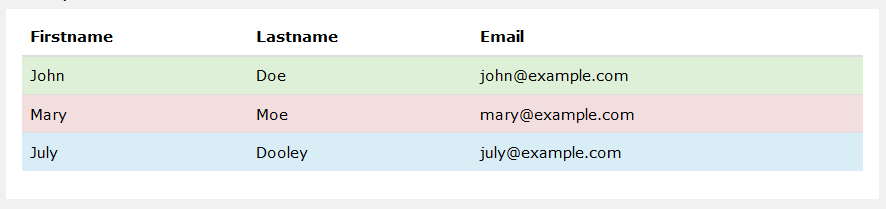 Firstname Lastname Email
John Doe john@example.com
Mary Moe mary@example.com
July Dooley july@example.com